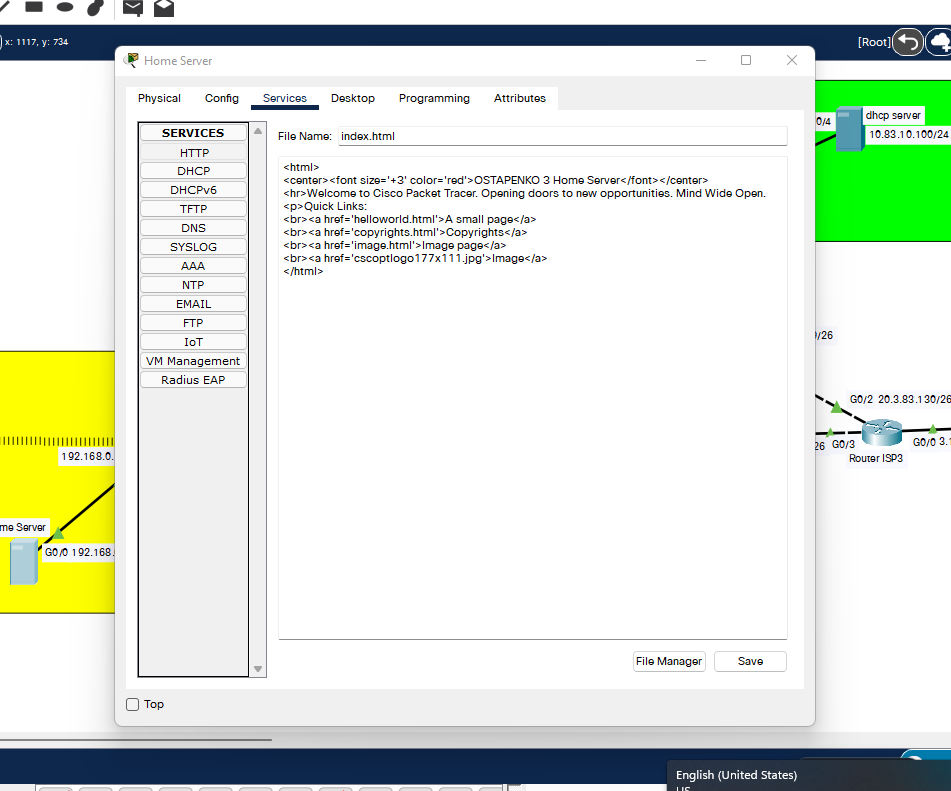 x: 1117, y: 734
[Root]
Home Server
Physical Config Services Desktop Programming Attributes
SERVICES
HTTP
DHCP
DHCPv6
TFTP
DNS
SYSLOG
AAA
NTP
EMAIL
FTP
IoT
VM Management
Radius EAP
File Name: index.html
<html>
<center><font size='+3' color='red'>OSTAPENKO 3 Home Server</font></center>
<hr>Welcome to Cisco Packet Tracer. Opening doors to new opportunities. Mind Wide Open.
<p>Quick Links:
<br><a href='helloworld.html'>A small page</a>
<br><a href='copyrights.html'>Copyrights</a>
<br><a href='image.html'>Image page</a>
<br><a href='cscoptlogo177x111.jpg'>Image</a>
</html>
File Manager Save
Top
0/4
dhcp server
10.83.10.100/24
/26
G0/2 20.3.83.130/26
26 G0/3
G0/0 3.1
Router ISP3
192.168.0.
me Server
G0/0 192.168.
English (United States)
US